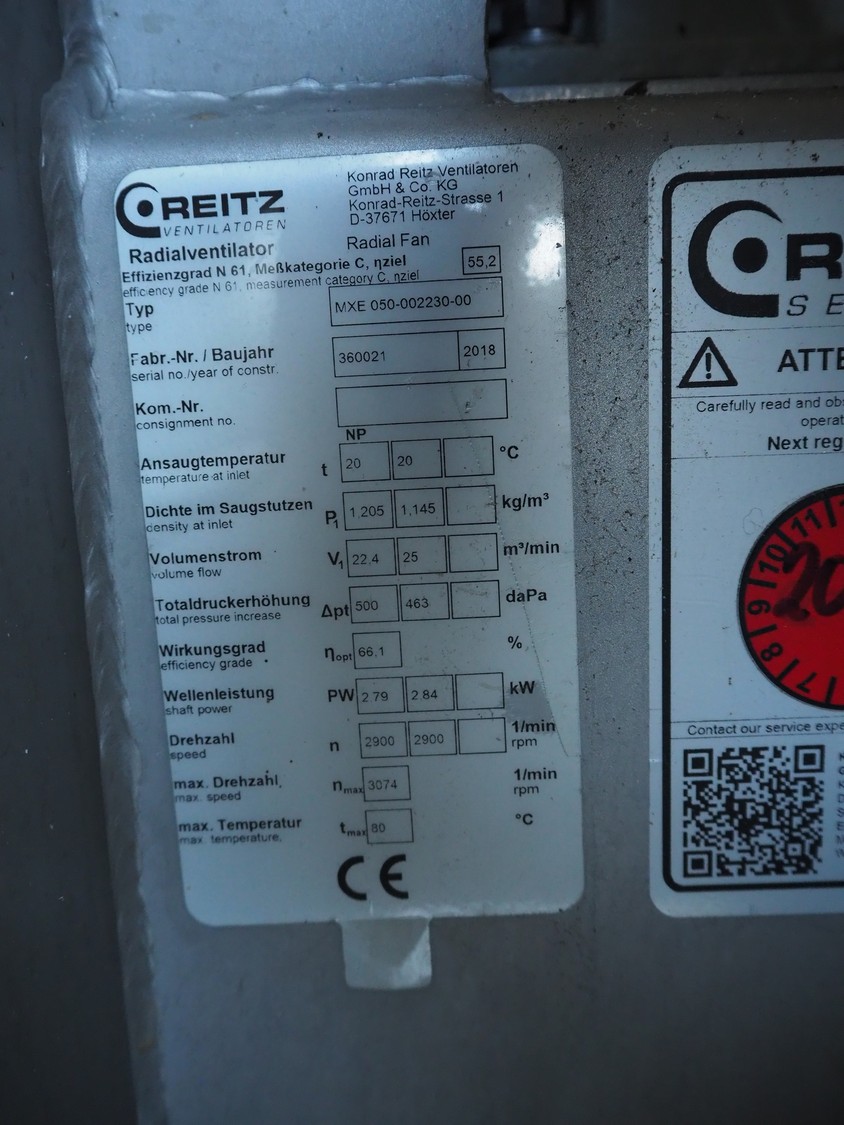 REITZ
VENTILATOREN
Konrad Reitz Ventilatoren
GmbH & Co. KG
Konrad-Reitz-Strasse 1
D-37671 Höxter
Radialventilator
Radial Fan
Effizienzgrad N 61, Meßkategorie C, ηziel 55,2
efficiency grade N 61, measurement category C, ηziel
Typ MXE 050-002230-00
type
Fabr.-Nr. / Baujahr 360021 2018
serial no./year of constr.
Kom.-Nr.
consignment no.
NP
Ansaugtemperatur t 20 20 °C
temperature at inlet
Dichte im Saugstutzen P1 1,205 1,145 kg/m³
density at inlet
Volumenstrom V1 22,4 25 m³/min
volume flow
Totaldruckerhöhung Δpt 500 463 daPa
total pressure increase
Wirkungsgrad ηopt 66,1 %
efficiency grade
Wellenleistung PW 2.79 2.84 kW
shaft power
Drehzahl n 2900 2900 1/min
speed rpm
max. Drehzahl nmax 3074 1/min
max. speed rpm
max. Temperatur tmax 80 °C
max. temperature
CE
R
SE
ATTE
Carefully read and ob
operat
Next reg
7 8 9 10 11
20
Contact our service expe